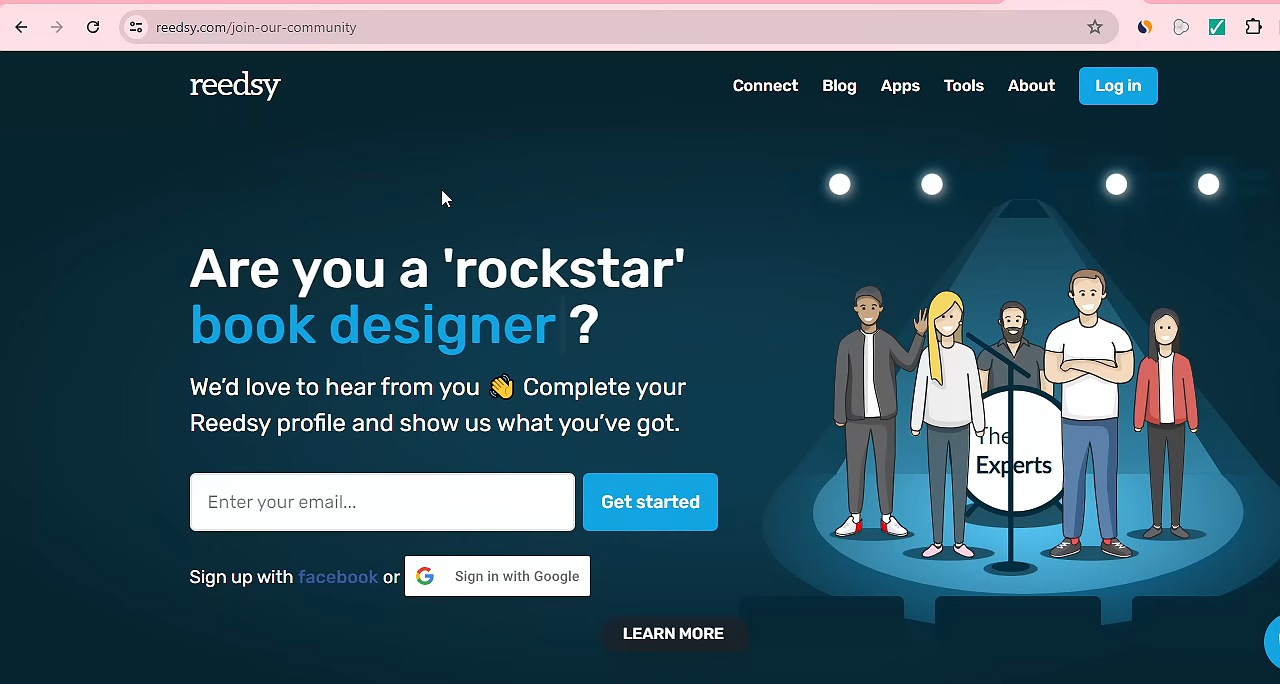 reedsy.com/join-our-community
reedsy
Connect Blog Apps Tools About Log in
Are you a 'rockstar'
book designer ?
We’d love to hear from you 👋 Complete your
Reedsy profile and show us what you’ve got.
Enter your email...
Get started
Sign up with facebook or
Sign in with Google
LEARN MORE
The
Experts